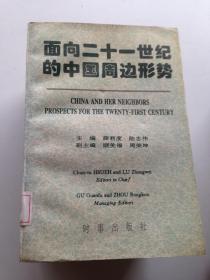 面向二十一世纪
的中国周边形势
CHINA AND HER NEIGHBORS
PROSPECTS FOR THE TWENTY-FIRST CENTURY
主 编 薛君度 陆忠伟
副主编 顾关福 周荣坤
Chun-tu HSUEH and LU Zhongwei
Editors in Chief
GU Guanfu and ZHOU Rongkun
Managing Editors
时事出版社